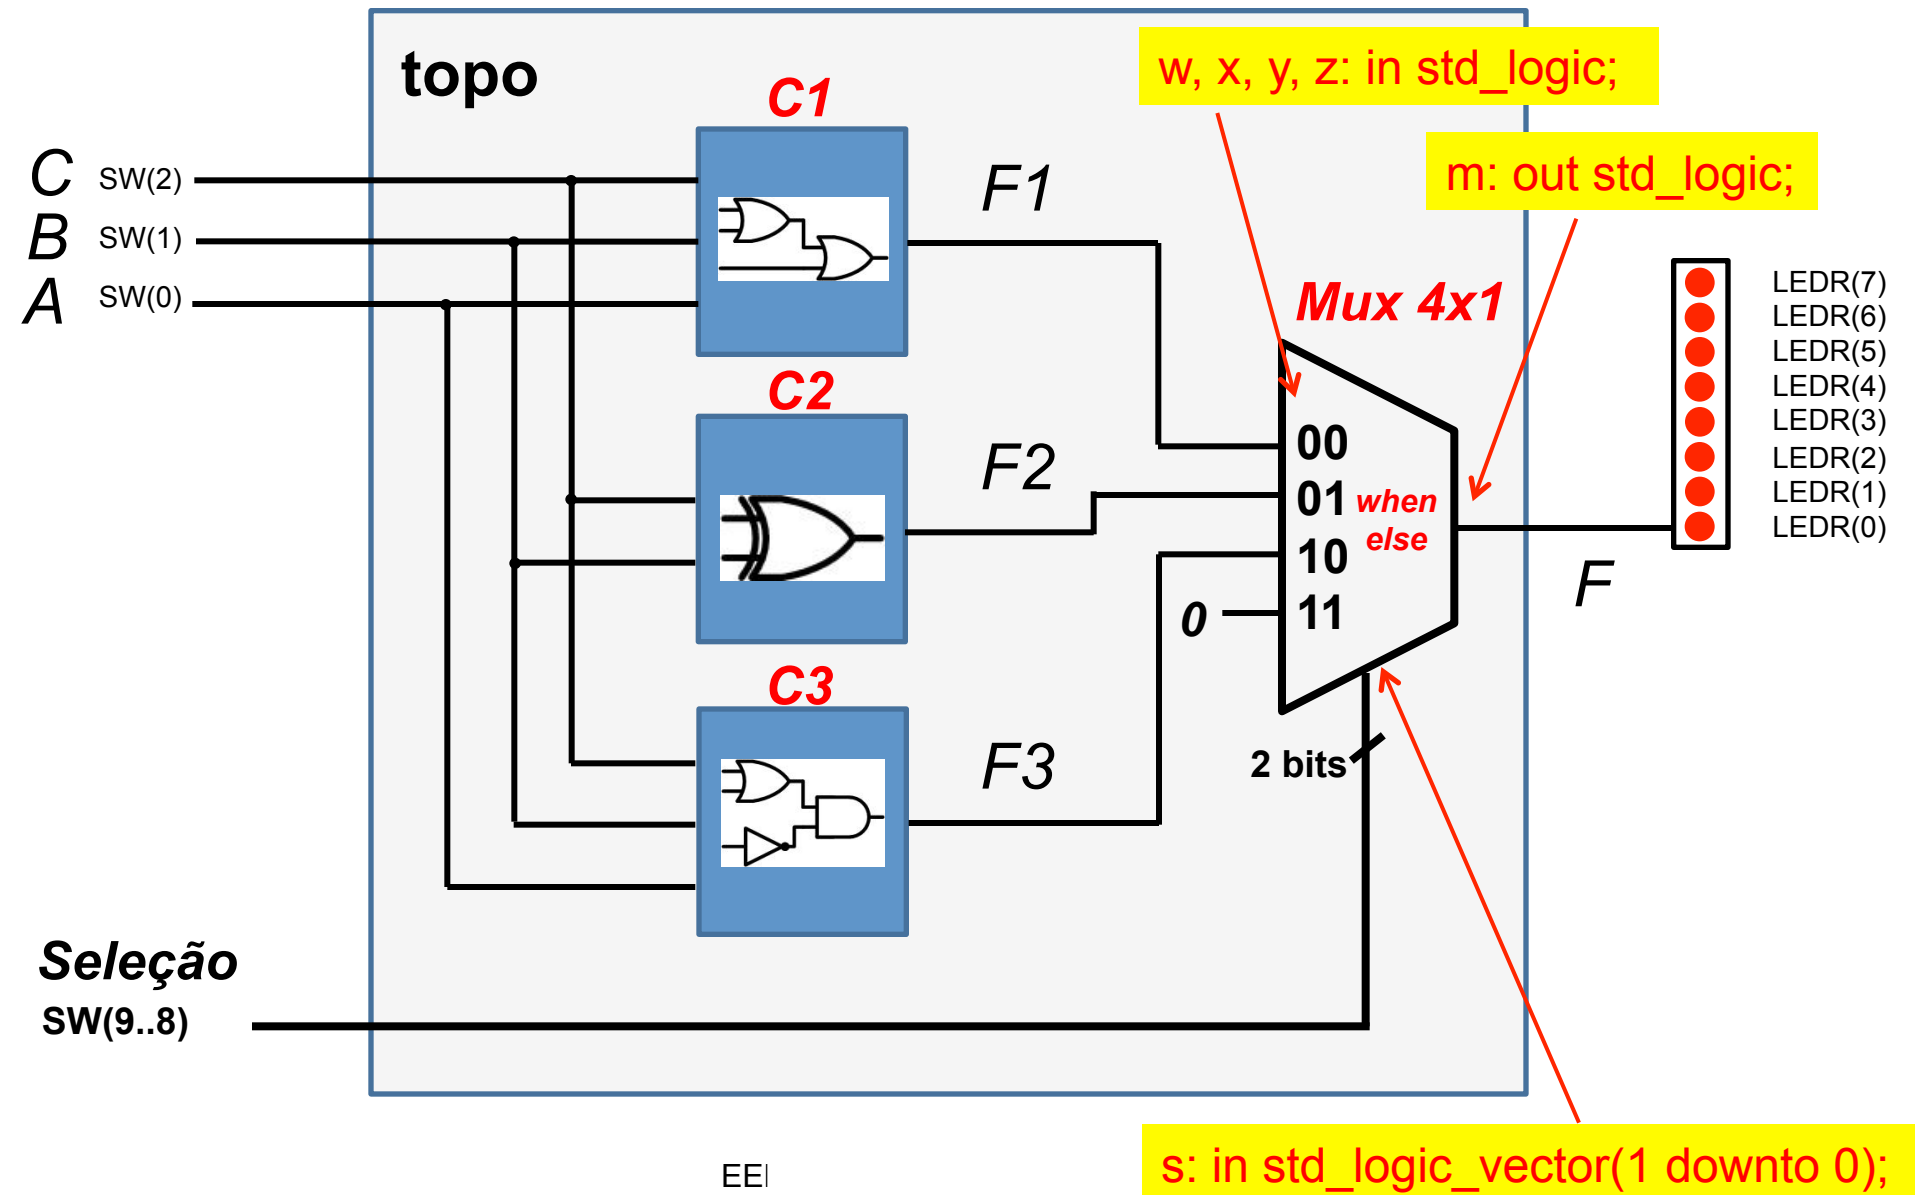 topo
w, x, y, z: in std_logic;
C1
m: out std_logic;
C SW(2)
F1
B SW(1)
A SW(0)
Mux 4x1
LEDR(7)
LEDR(6)
LEDR(5)
LEDR(4)
LEDR(3)
LEDR(2)
LEDR(1)
LEDR(0)
C2
F2
00
01 when
else
10
0 11
F
C3
F3
2 bits
Seleção
SW(9..8)
s: in std_logic_vector(1 downto 0);